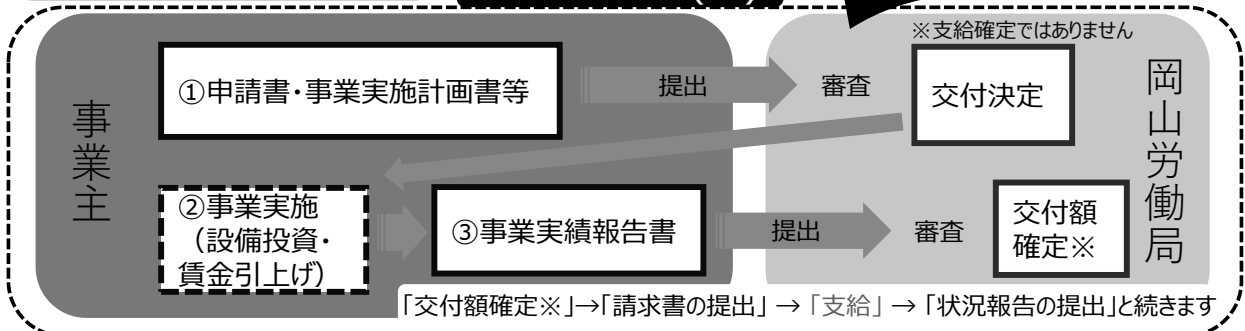 ※支給確定ではありません
事業主
①申請書・事業実施計画書等
提出
審査
交付決定
岡山労働局
②事業実施
（設備投資・
賃金引上げ）
③事業実績報告書
提出
審査
交付額
確定※
「交付額確定※」→「請求書の提出」 → 「支給」 → 「状況報告の提出」と続きます